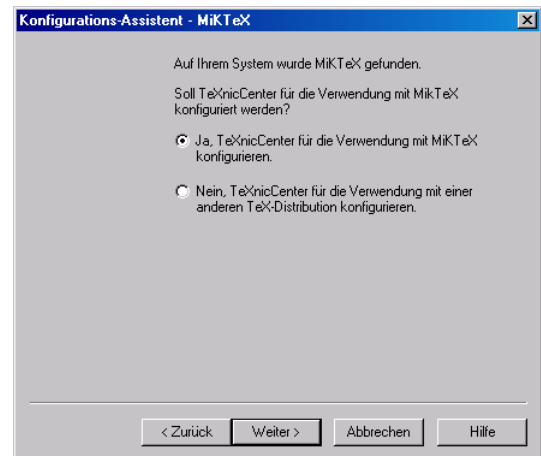 Konfigurations-Assistent - MiKTeX
Auf Ihrem System wurde MiKTeX gefunden.
Soll TeXnicCenter für die Verwendung mit MikTeX
konfiguriert werden?
Ja, TeXnicCenter für die Verwendung mit MiKTeX
konfigurieren.
Nein, TeXnicCenter für die Verwendung mit einer
anderen TeX-Distribution konfigurieren.
< Zurück Weiter > Abbrechen Hilfe